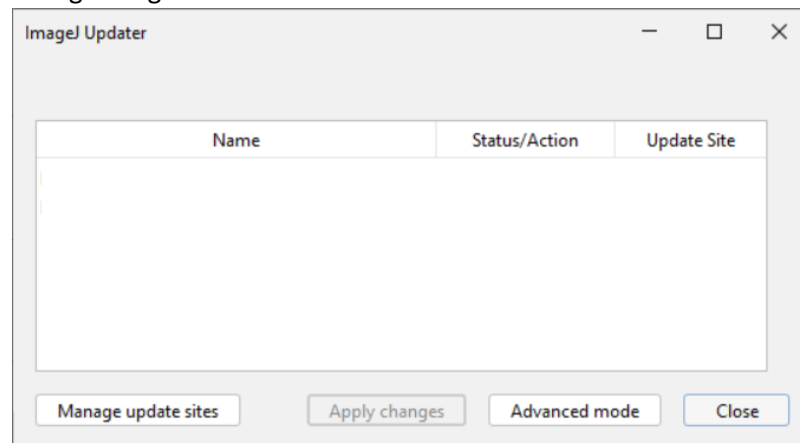 ImageJ Updater
Name Status/Action Update Site
Manage update sites Apply changes Advanced mode Close